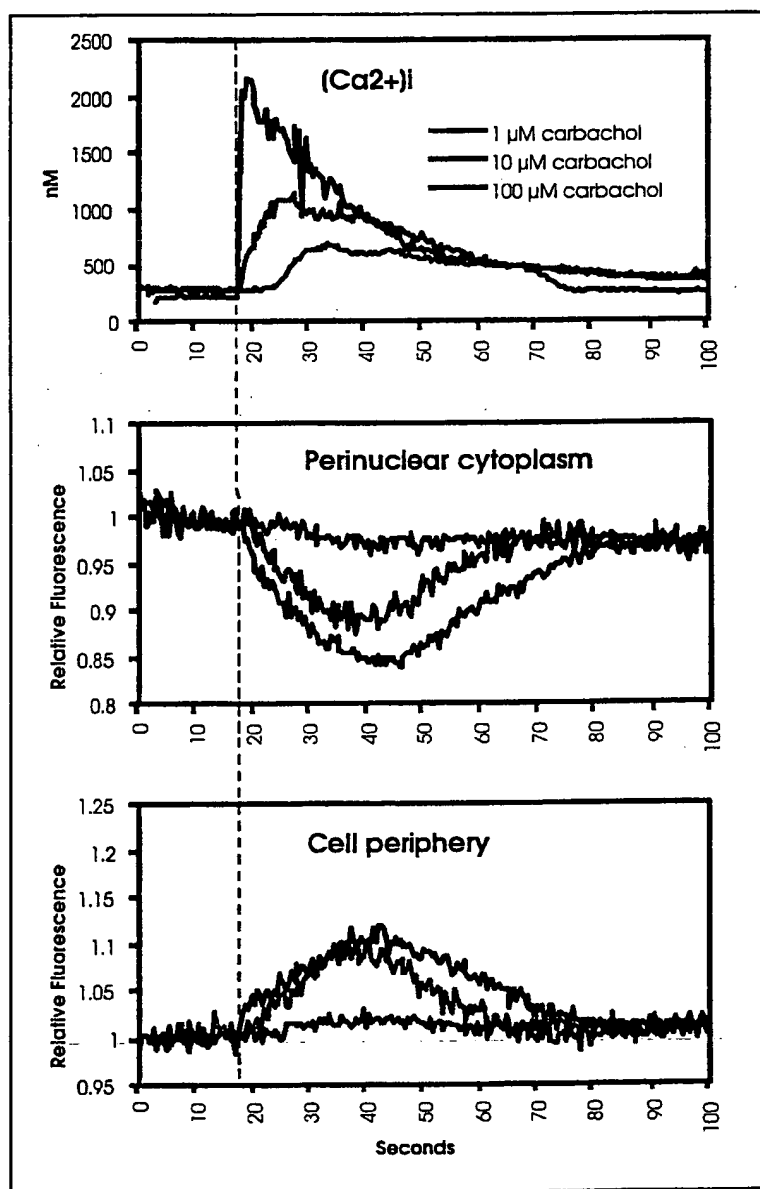 (Ca2+)i
nM
2500
2000
1500
1000
500
0
1 µM carbachol
10 µM carbachol
100 µM carbachol
0 10 20 30 40 50 60 70 80 90 100
Perinuclear cytoplasm
Relative Fluorescence
1.1
1.05
1
0.95
0.9
0.85
0.8
0 10 20 30 40 50 60 70 80 90 100
Cell periphery
Relative Fluorescence
1.25
1.2
1.15
1.1
1.05
1
0.95
0 10 20 30 40 50 60 70 80 90 100
Seconds